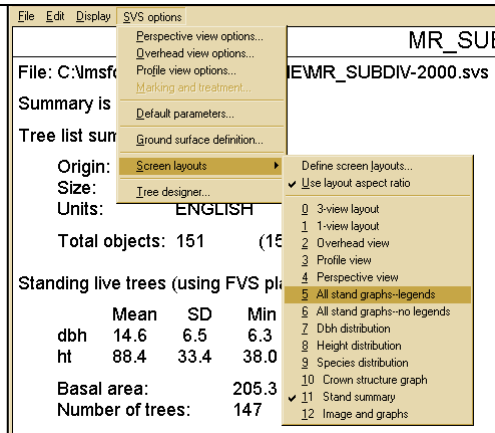 File Edit Display SVS options
MR_SUB
File: C:\lmsfo
E\MR_SUBDIV-2000.svs
Summary is
Tree list sum
Origin:
Size:
Units: ENGLISH
Total objects: 151 (15
Standing live trees (using FVS pl
Mean SD Min
dbh 14.6 6.5 6.3
ht 88.4 33.4 38.0
Basal area: 205.3
Number of trees: 147
Perspective view options...
Overhead view options...
Profile view options...
Marking and treatment...
Default parameters...
Ground surface definition...
Screen layouts
Tree designer...
Define screen layouts...
Use layout aspect ratio
0 3-view layout
1 1-view layout
2 Overhead view
3 Profile view
4 Perspective view
5 All stand graphs--legends
6 All stand graphs--no legends
7 Dbh distribution
8 Height distribution
9 Species distribution
10 Crown structure graph
11 Stand summary
12 Image and graphs